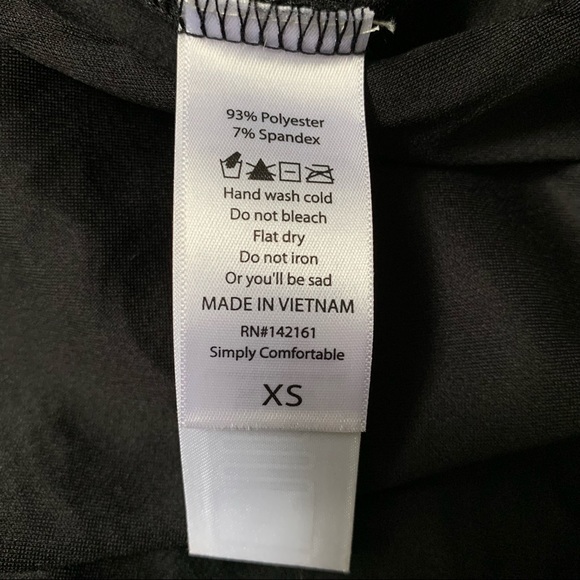 93% Polyester
7% Spandex
Hand wash cold
Do not bleach
Flat dry
Do not iron
Or you'll be sad
MADE IN VIETNAM
RN#142161
Simply Comfortable
XS